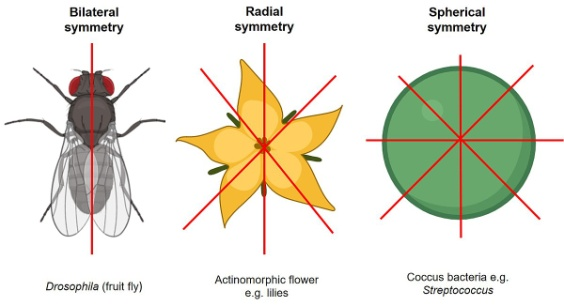 Bilateral
symmetry
Radial
symmetry
Spherical
symmetry
Drosophila (fruit fly)
Actinomorphic flower
e.g. lilies
Coccus bacteria e.g.
Streptococcus